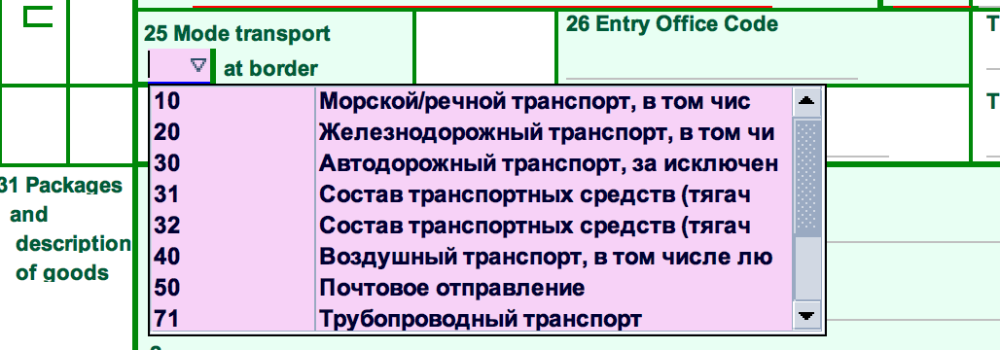 25 Mode transport
at border
26 Entry Office Code
T
T
10 Морской/речной транспорт, в том чис
20 Железнодорожный транспорт, в том чи
30 Автодорожный транспорт, за исключен
31 Состав транспортных средств (тягач
32 Состав транспортных средств (тягач
40 Воздушный транспорт, в том числе лю
50 Почтовое отправление
71 Трубопроводный транспорт
31 Packages
and
description
of goods